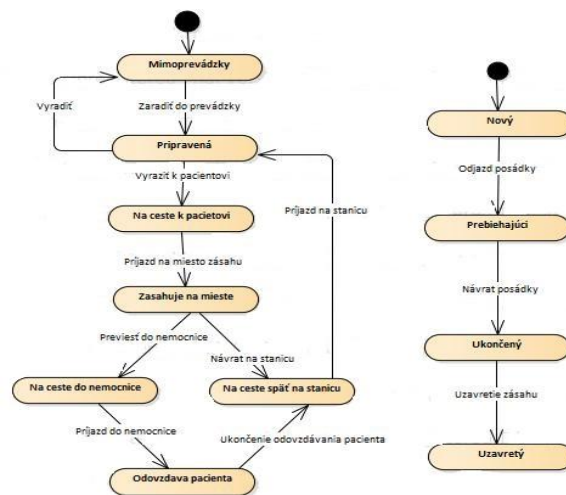 Mimoprevádzky
Vyradiť
Zaradiť do prevádzky
Pripravená
Vyraziť k pacientovi
Na ceste k pacietovi
Príjazd na stanicu
Príjazd na miesto zásahu
Zasahuje na mieste
Previesť do nemocnice
Návrat na stanicu
Na ceste do nemocnice
Na ceste späť na stanicu
Príjazd do nemocnice
Ukončenie odovzdávania pacienta
Odovzdava pacienta
Nový
Odjazd posádky
Prebiehajúci
Návrat posádky
Ukončený
Uzavretie zásahu
Uzavretý